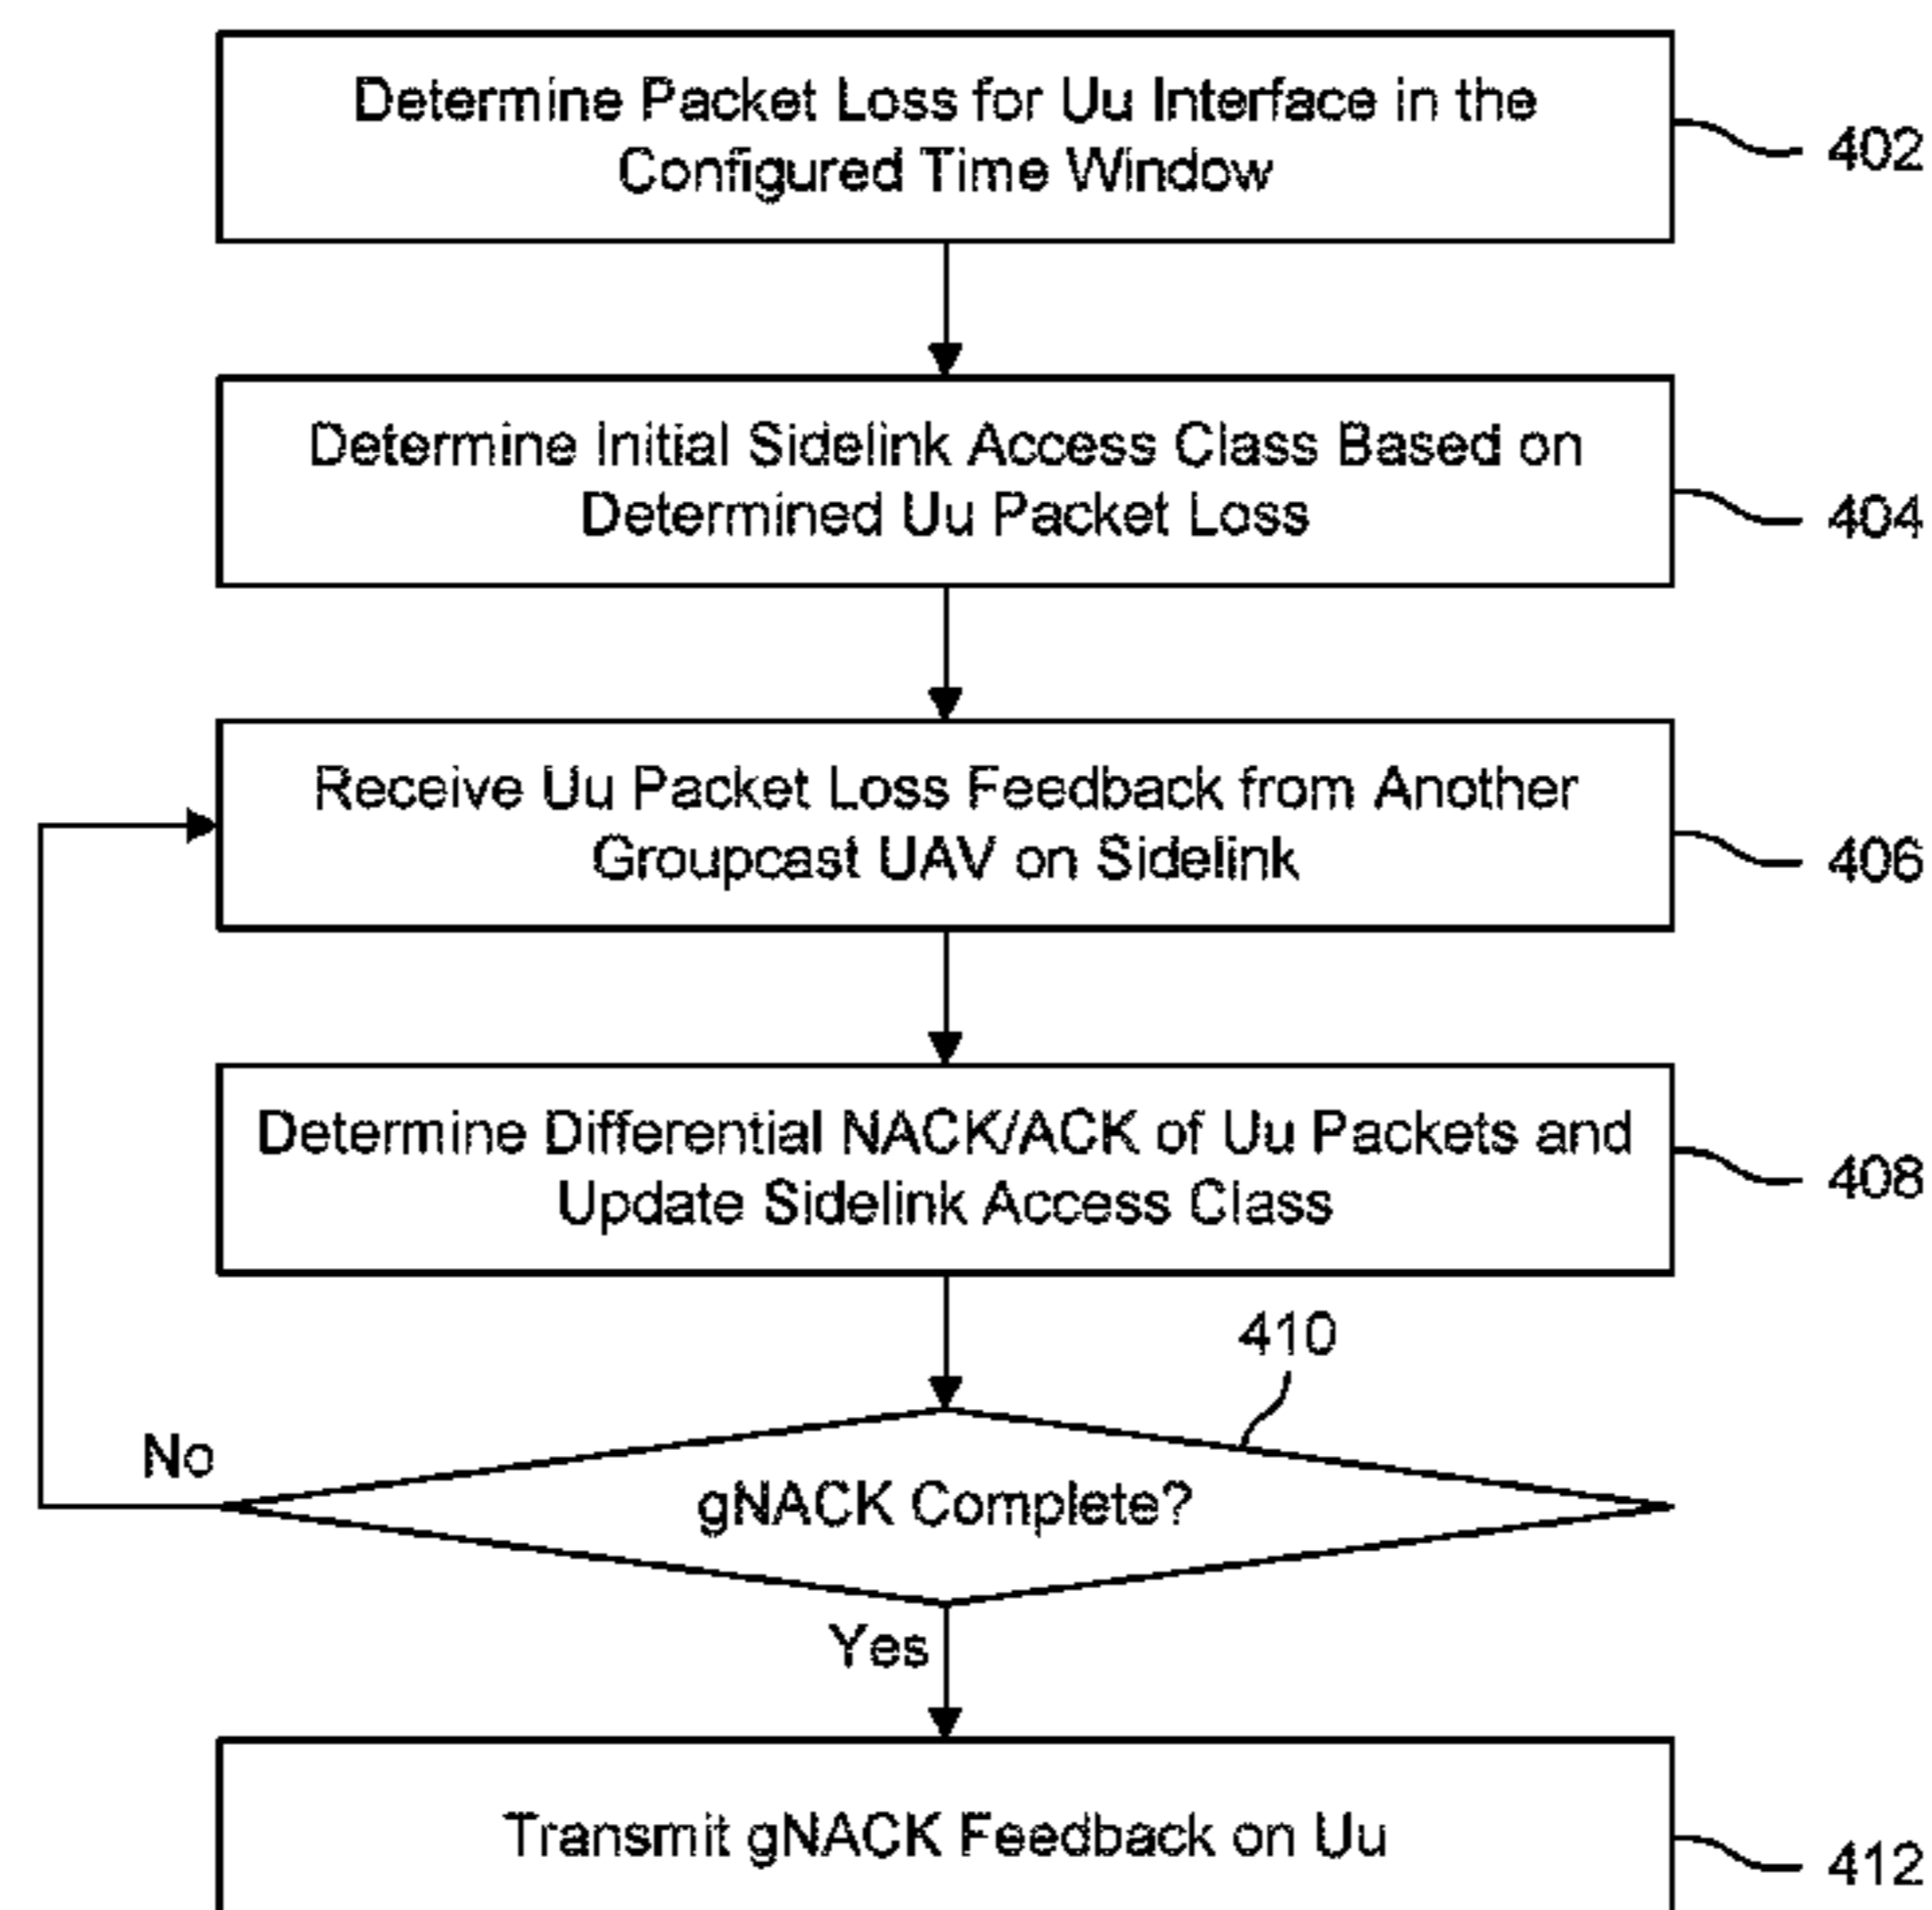 Determine Packet Loss for Uu Interface in the
Configured Time Window
402
Determine Initial Sidelink Access Class Based on
Determined Uu Packet Loss
404
Receive Uu Packet Loss Feedback from Another
Groupcast UAV on Sidelink
406
Determine Differential NACK/ACK of Uu Packets and
Update Sidelink Access Class
408
410
No
gNACK Complete?
Yes
Transmit gNACK Feedback on Uu
412